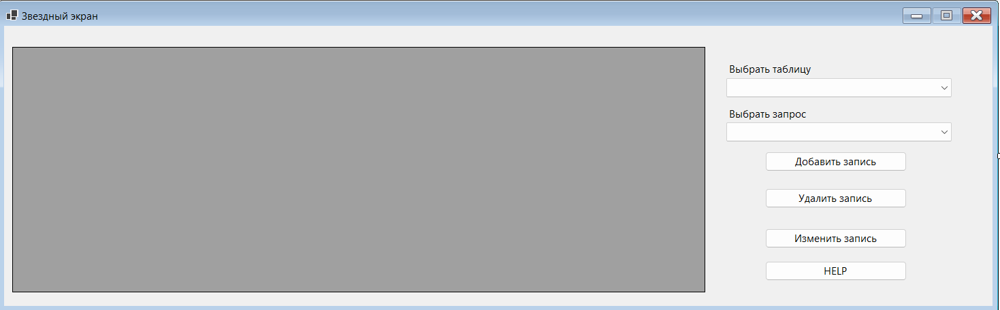 Звездный экран
Выбрать таблицу
Выбрать запрос
Добавить запись
Удалить запись
Изменить запись
HELP